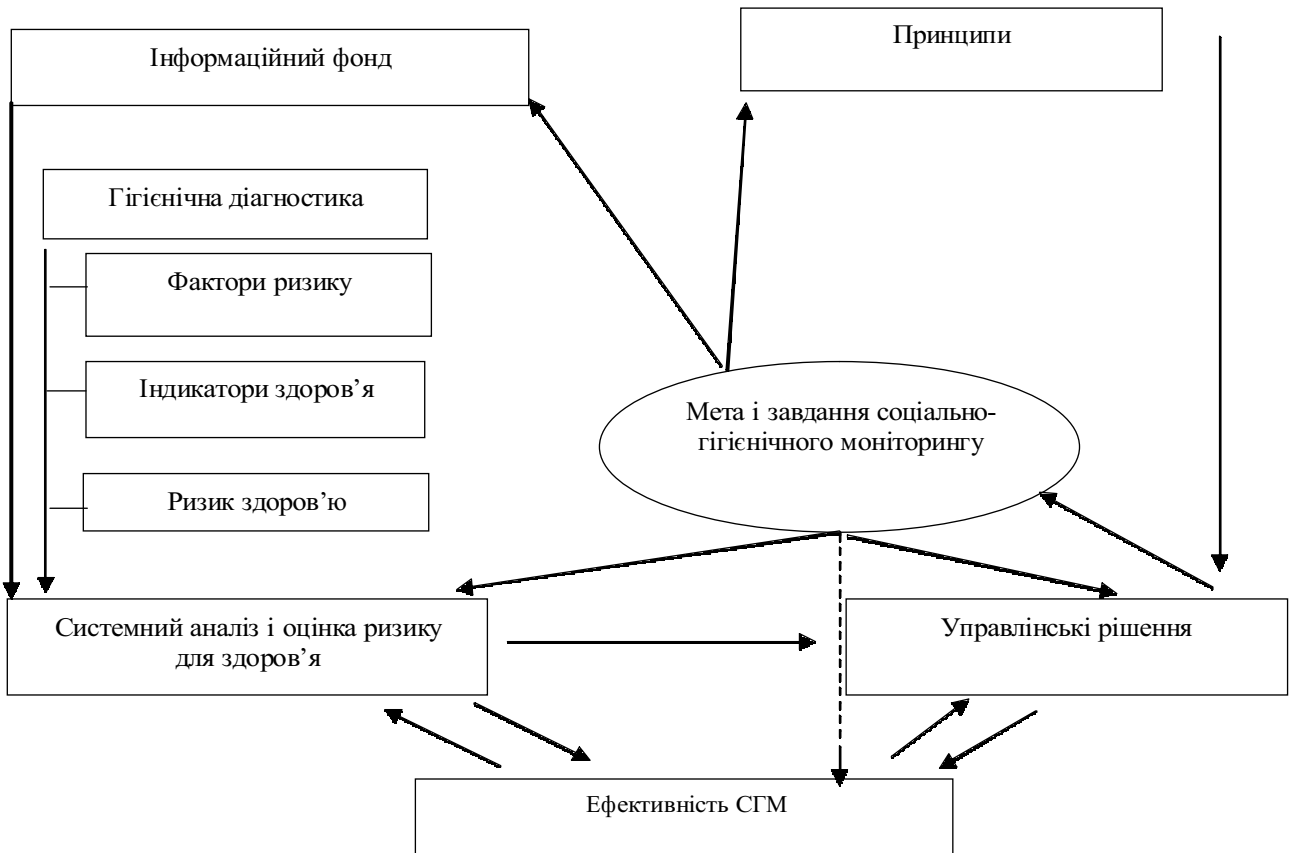 Інформаційний фонд
Принципи
Гігієнічна діагностика
Фактори ризику
Індикатори здоров’я
Ризик здоров’ю
Мета і завдання соціально-
гігієнічного моніторингу
Системний аналіз і оцінка ризику
для здоров’я
Управлінські рішення
Ефективність СГМ